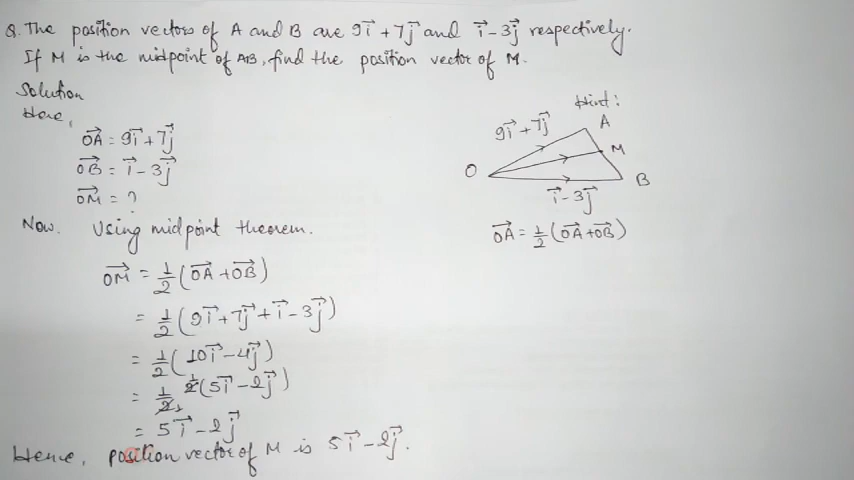 Q. The position vectors of A and B are 9i⃗ + 7j⃗ and i⃗ - 3j⃗ respectively.
If M is the midpoint of AB, find the position vector of M.
Solution
Here,
OA⃗ = 9i⃗ + 7j⃗
OB⃗ = i⃗ - 3j⃗
OM⃗ = ?
Hint:
9i⃗ + 7j⃗
A
M
O
B
i⃗ - 3j⃗
OA⃗ = 1/2 (OA⃗ + OB⃗)
Now. Using midpoint theorem.
OM⃗ = 1/2 (OA⃗ + OB⃗)
= 1/2 (9i⃗ + 7j⃗ + i⃗ - 3j⃗)
= 1/2 (10i⃗ - 4j⃗)
= 1/2 2(5i⃗ - 2j⃗)
= 5i⃗ - 2j⃗
Hence, position vector of M is 5i⃗ - 2j⃗.